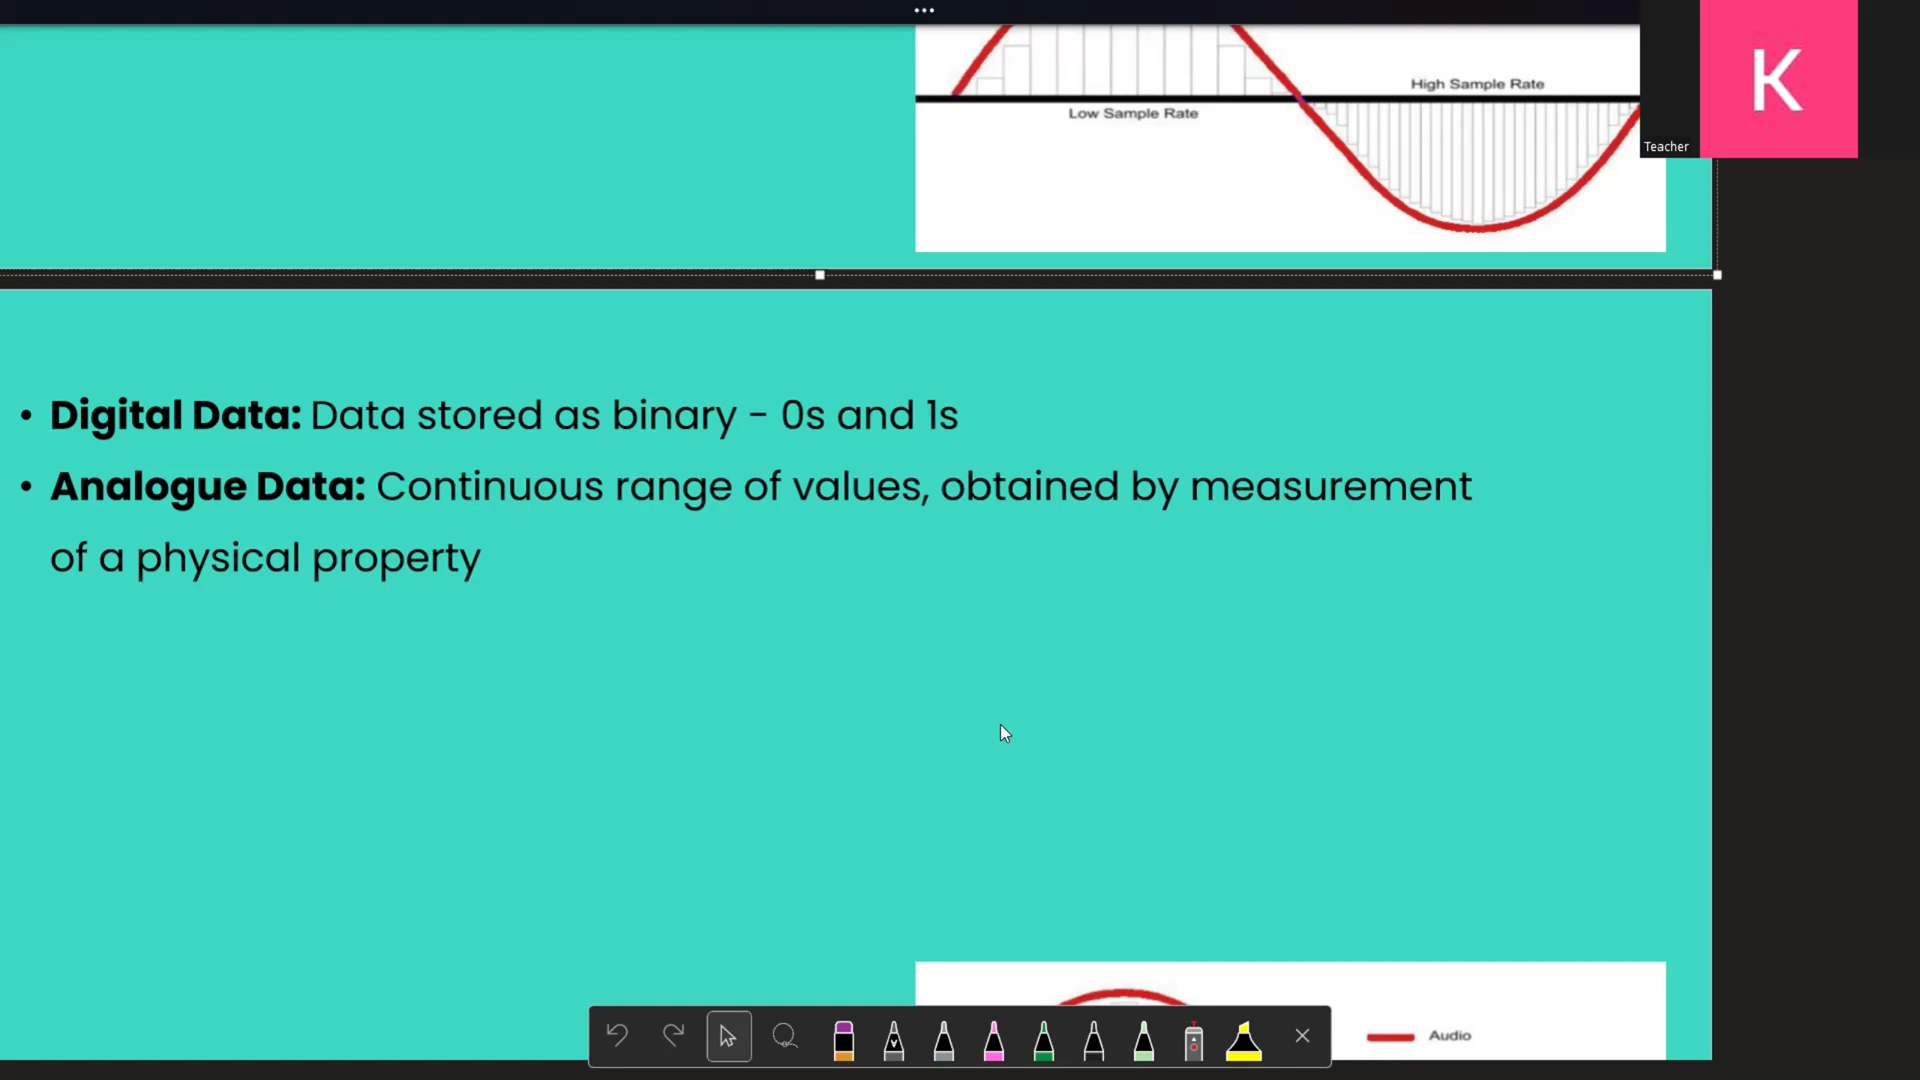 High Sample Rate
Low Sample Rate
Teacher
K
• Digital Data: Data stored as binary - 0s and 1s
• Analogue Data: Continuous range of values, obtained by measurement
of a physical property
Audio